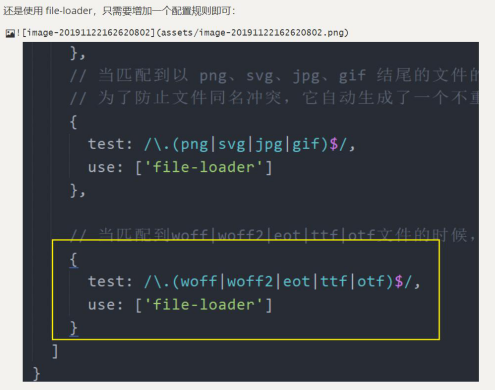 还是使用 file-loader，只需要增加一个配置规则即可：
![image-20191122162620802](assets/image-20191122162620802.png)
},
// 当匹配到以 png、svg、jpg、gif 结尾的文件的
// 为了防止文件同名冲突，它自动生成了一个不重
{
test: /\.(png|svg|jpg|gif)$/,
use: ['file-loader']
},
// 当匹配到woff|woff2|eot|ttf|otf文件的时候，
{
test: /\.(woff|woff2|eot|ttf|otf)$/,
use: ['file-loader']
}
]
}